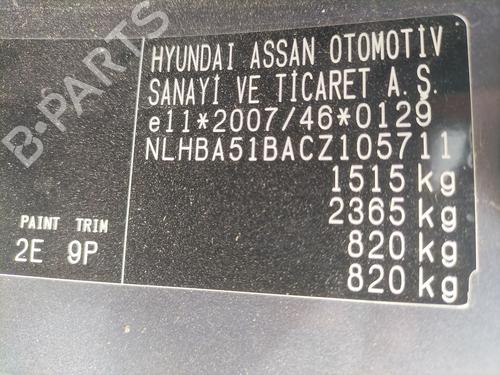 HYUNDAI ASSAN OTOMOTİV
SANAYİ VE TİCARET A.Ş.
e11*2007/46*0129
NLHBA51BACZ105711
1515 kg
2365 kg
820 kg
820 kg
PAINT TRIM
2E 9P